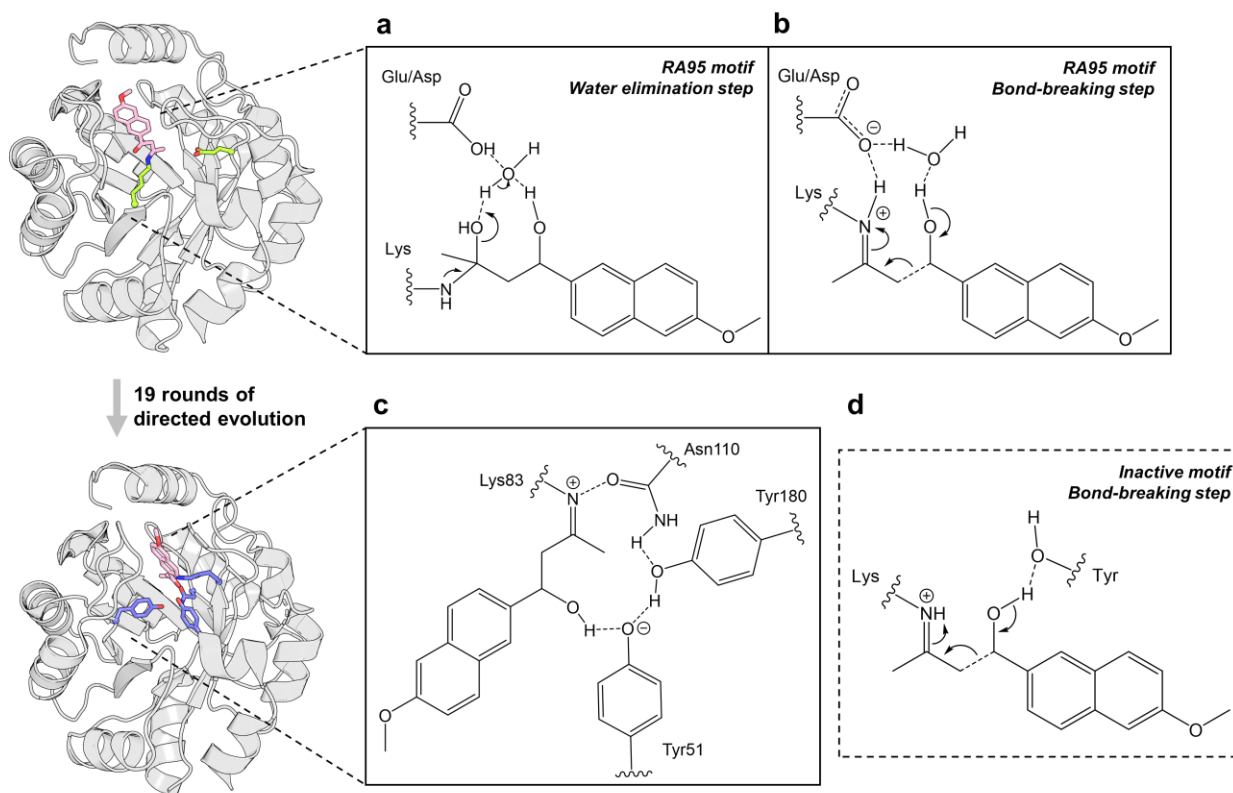 a
RA95 motif
Water elimination step
Glu/Asp
O
OH
H
O
H
H
HO
O
Lys
N
H
O
b
RA95 motif
Bond-breaking step
Glu/Asp
O
⊖
O
H
H
O
H
H
Lys
N
⊕
O
O
19 rounds of
directed evolution
c
Asn110
Lys83
⊕
N
O
Tyr180
NH
H
O
H
O
H
O
⊖
O
Tyr51
d
Inactive motif
Bond-breaking step
H
O
Tyr
Lys
⊕
NH
H
O
O